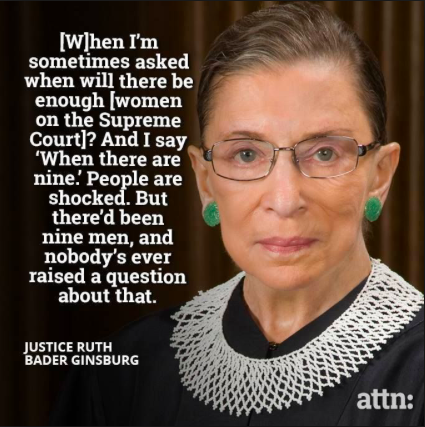 [W]hen I'm
sometimes asked
when will there be
enough [women
on the Supreme
Court]? And I say
'When there are
nine.' People are
shocked. But
there'd been
nine men, and
nobody's ever
raised a question
about that.
JUSTICE RUTH
BADER GINSBURG
attn: